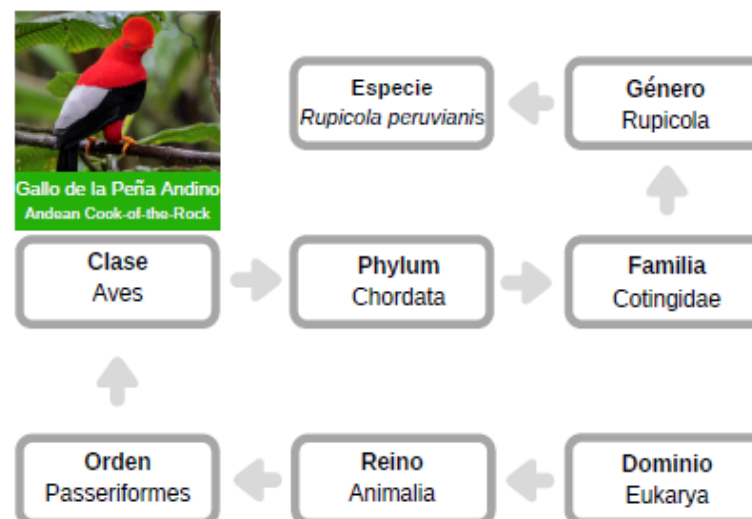 Especie
Rupicola peruvianis
Género
Rupicola
Gallo de la Peña Andino
Andean Cook-of-the-Rock
Clase
Aves
Phylum
Chordata
Familia
Cotingidae
Orden
Passeriformes
Reino
Animalia
Dominio
Eukarya